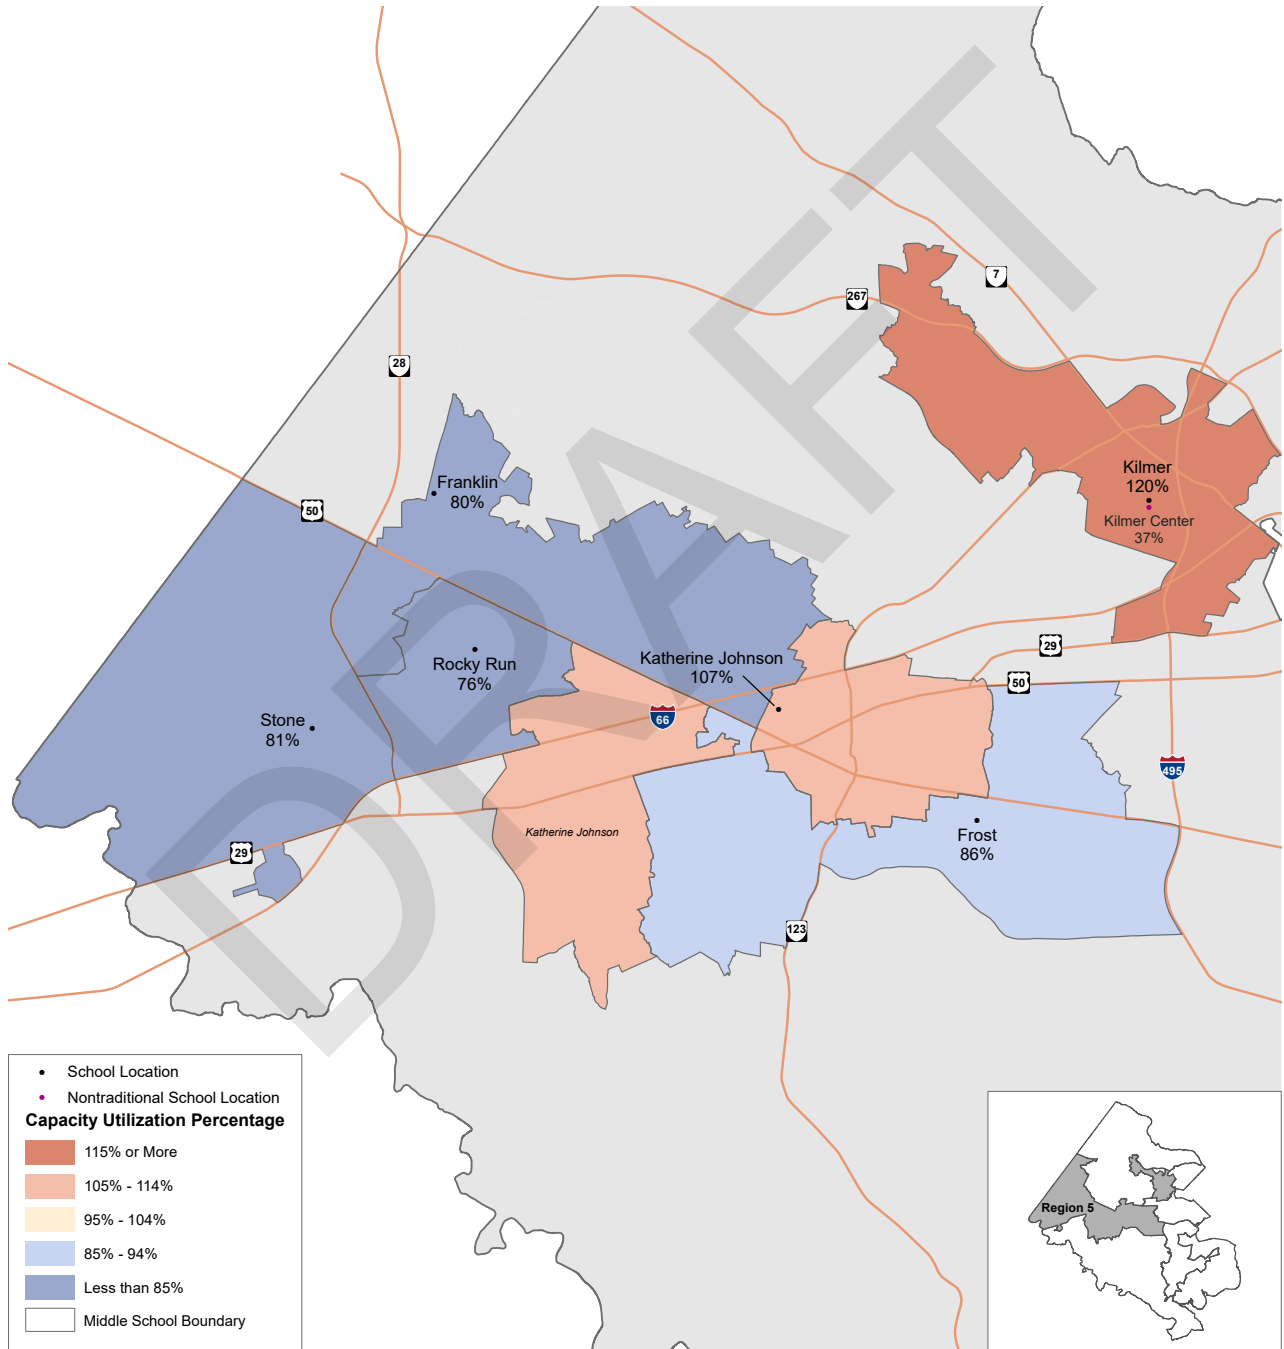 7
267
28
Kilmer
120%
Franklin
80%
50
Kilmer Center
37%
29
Katherine Johnson
107%
Rocky Run
76%
50
66
Stone
81%
495
Katherine Johnson
Frost
86%
29
123
DRAFT
School Location
Nontraditional School Location
Capacity Utilization Percentage
115% or More
105% - 114%
95% - 104%
85% - 94%
Less than 85%
Middle School Boundary
Region 5